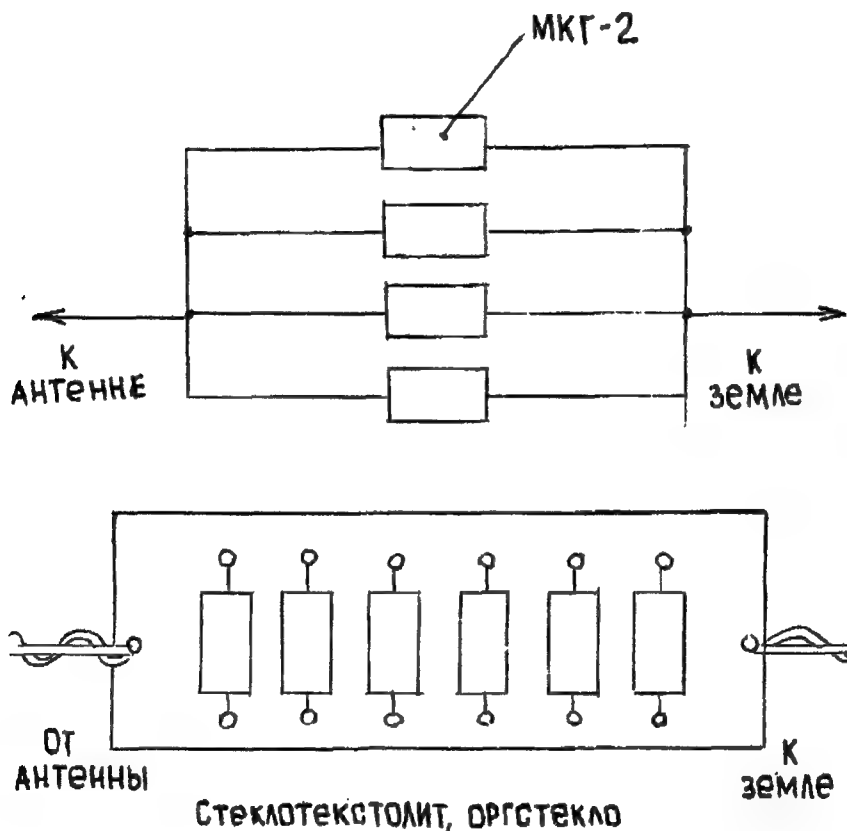 МКГ-2
К
антенне
К
земле
От
антенны
К
земле
Стеклотекстолит, оргстекло